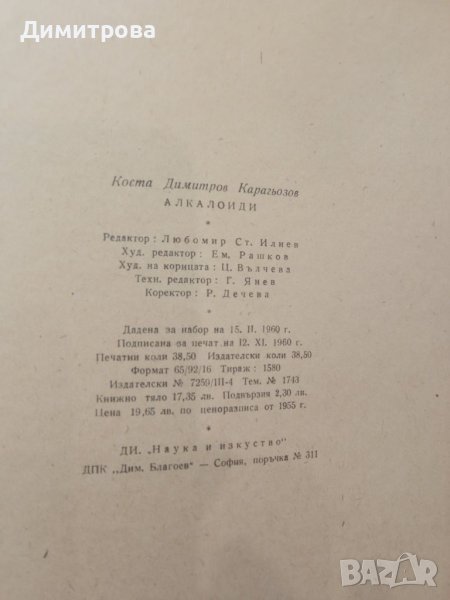 Димитрова
Коста Димитров Карагьозов
АЛКАЛОИДИ
*
Редактор: Любомир Ст. Илиев
Худ. редактор: Ем. Рашков
Худ. на корицата: Ц. Вълчева
Техн. редактор: Г. Янев
Коректор: Р. Дечева
*
Дадена за набор на 15. II. 1960 г.
Подписана за печат на 12. XI. 1960 г.
Печатни коли 38,50 Издателски коли 38,50
Формат 65/92/16 Тираж: 1580
Издателски № 7259/III-4 Тем. № 1743
Книжно тяло 17,35 лв. Подвързия 2,30 лв.
Цена 19,65 лв. по ценоразписа от 1955 г.
*
ДИ. „Наука и изкуство"
ДПК „Дим. Благоев" — София, поръчка № 311
BAZAR
bg